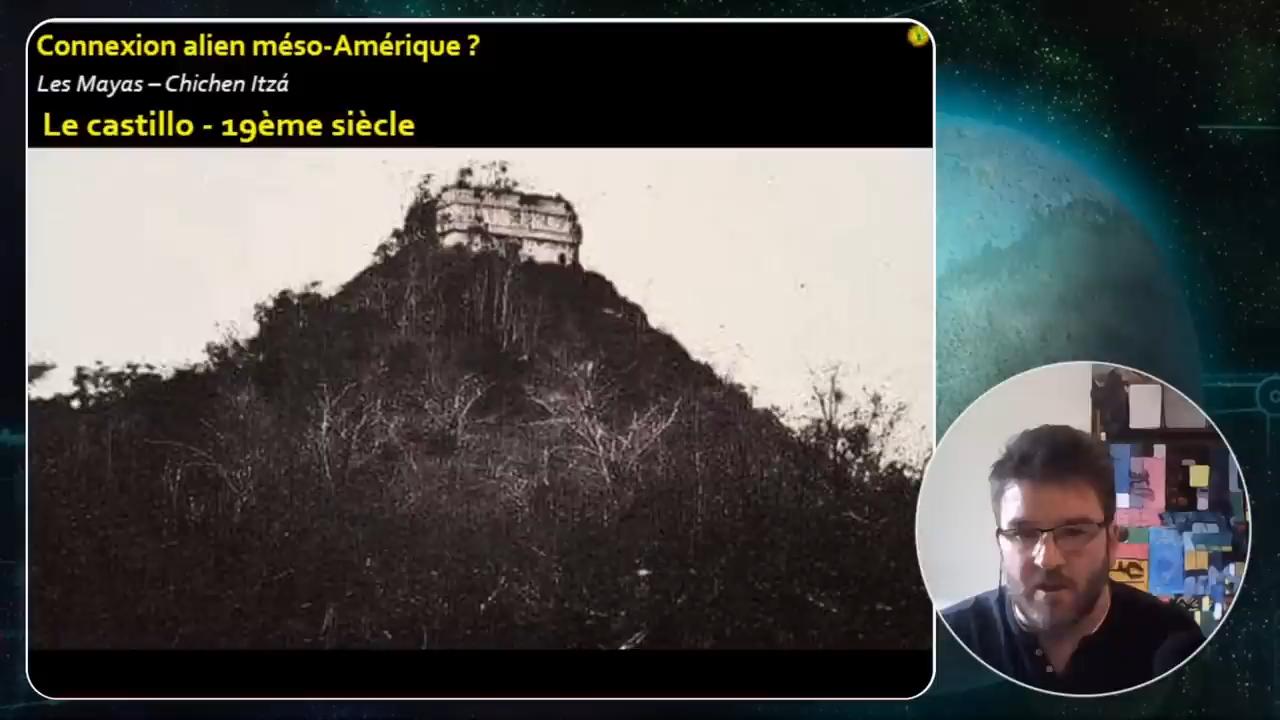 Connexion alien méso-Amérique ?
Les Mayas – Chichen Itzá
Le castillo - 19ème siècle